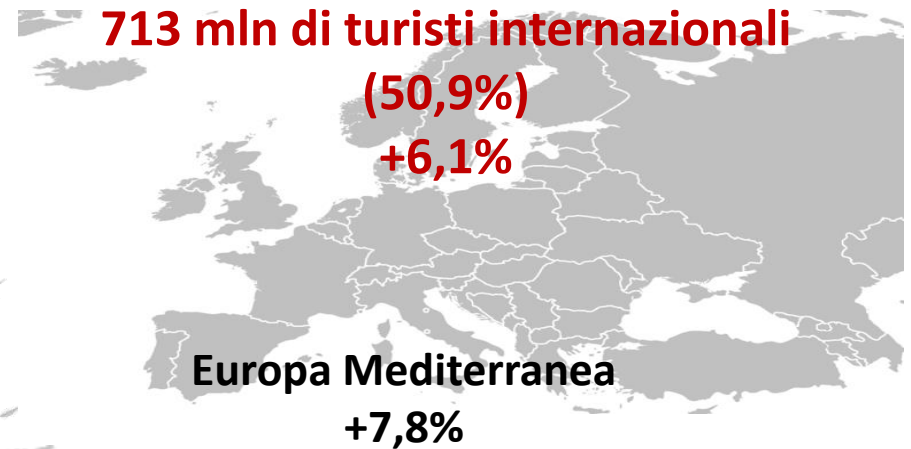 713 mln di turisti internazionali
(50,9%)
+6,1%
Europa Mediterranea
+7,8%